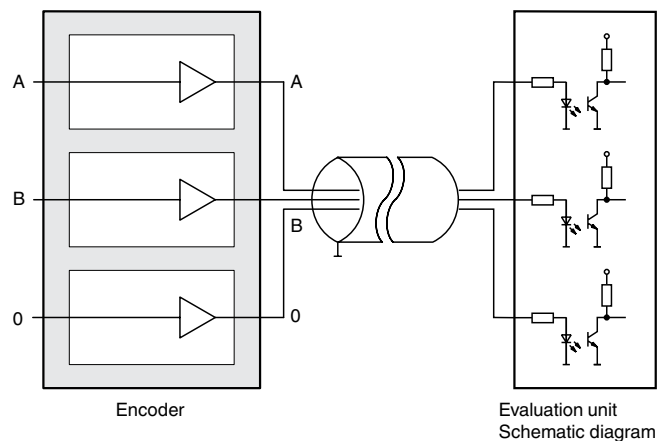 A
A
B
B
0
0
Encoder
Evaluation unit
Schematic diagram